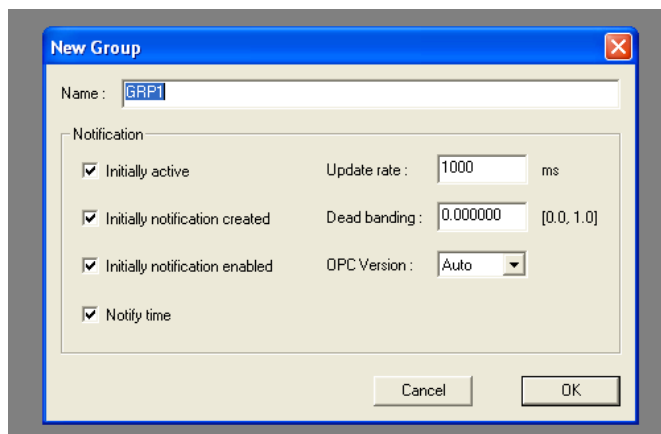 New Group
Name : GRP1
Notification
Initially active Update rate : 1000 ms
Initially notification created Dead banding : 0.000000 [0.0, 1.0]
Initially notification enabled OPC Version : Auto
Notify time
Cancel OK